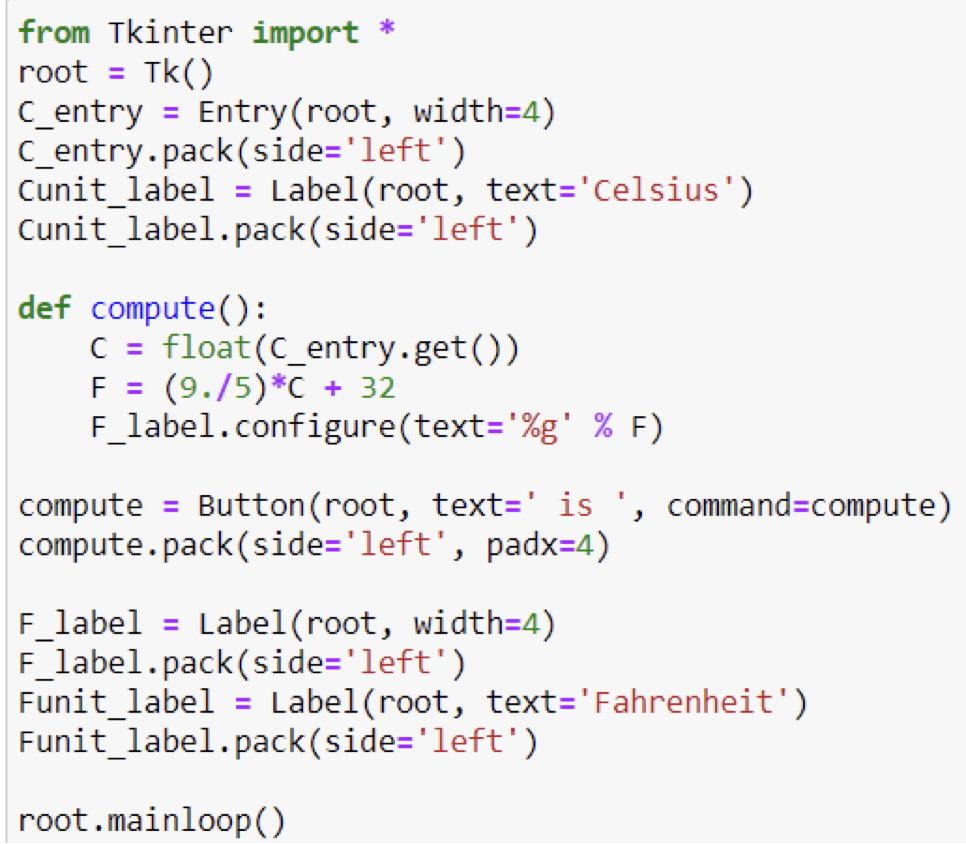 from Tkinter import *
root = Tk()
C_entry = Entry(root, width=4)
C_entry.pack(side='left')
Cunit_label = Label(root, text='Celsius')
Cunit_label.pack(side='left')

def compute():
    C = float(C_entry.get())
    F = (9./5)*C + 32
    F_label.configure(text='%g' % F)

compute = Button(root, text=' is ', command=compute)
compute.pack(side='left', padx=4)

F_label = Label(root, width=4)
F_label.pack(side='left')
Funit_label = Label(root, text='Fahrenheit')
Funit_label.pack(side='left')

root.mainloop()